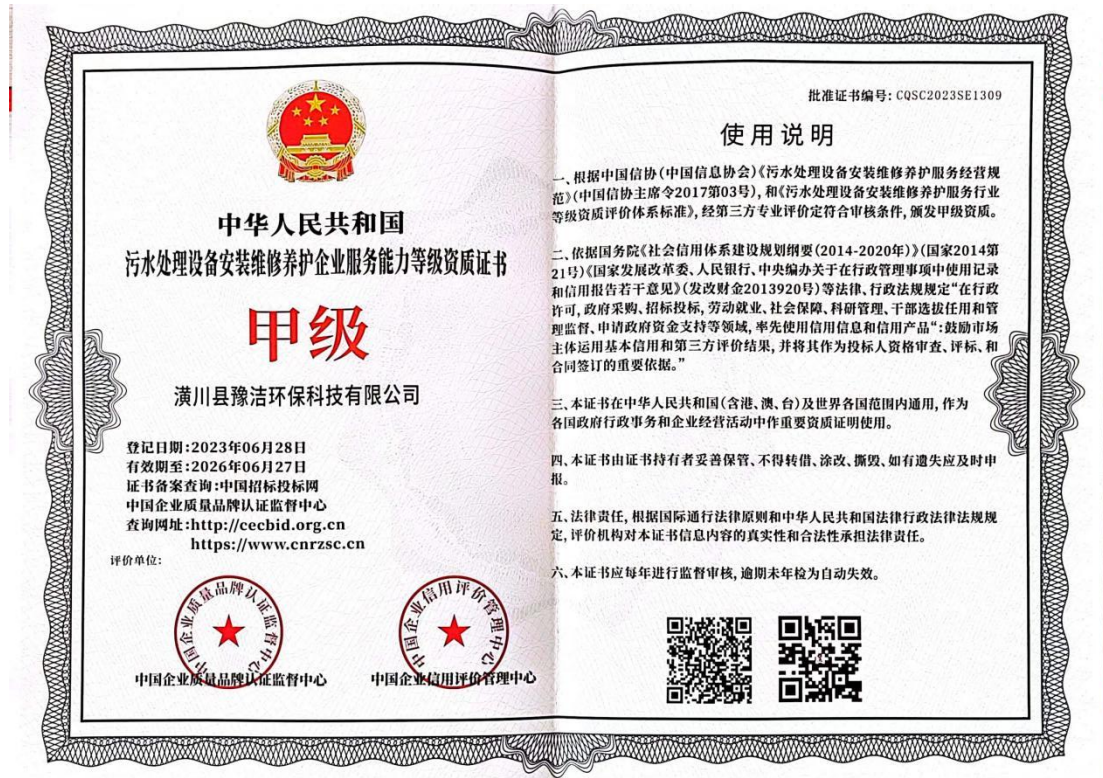 中华人民共和国
污水处理设备安装维修养护企业服务能力等级资质证书
甲级
潢川县豫洁环保科技有限公司
登记日期:2023年06月28日
有效期至:2026年06月27日
证书备案查询:中国招标投标网
中国企业质量品牌认证监督中心
查询网址:http://cecbid.org.cn
https://www.cnrzsc.cn
评价单位:
中国企业质量品牌认证监督中心
中国企业质量品牌认证监督中心
中国企业信用评价管理中心
中国企业信用评价管理中心
批准证书编号: CQSC2023SE1309
使用说明
一、根据中国信协(中国信息协会)《污水处理设备安装维修养护服务经营规
范》(中国信协主席令2017第03号),和《污水处理设备安装维修养护服务行业
等级资质评价体系标准》,经第三方专业评价定符合审核条件,颁发甲级资质。
二、依据国务院《社会信用体系建设规划纲要(2014-2020年)》(国家2014第
21号)《国家发展改革委、人民银行、中央编办关于在行政管理事项中使用记录
和信用报告若干意见》(发改财金2013920号)等法律、行政法规规定“在行政
许可,政府采购、招标投标,劳动就业、社会保障、科研管理、干部选拔任用和管
理监督、申请政府资金支持等领域,率先使用信用信息和信用产品“:鼓励市场
主体运用基本信用和第三方评价结果,并将其作为投标人资格审查、评标、和
合同签订的重要依据。”
三、本证书在中华人民共和国(含港、澳、台)及世界各国范围内通用,作为
各国政府行政事务和企业经营活动中作重要资质证明使用。
四、本证书由证书持有者妥善保管、不得转借、涂改、撕毁、如有遗失应及时申
报。
五、法律责任,根据国际通行法律原则和中华人民共和国法律行政法律法规规
定,评价机构对本证书信息内容的真实性和合法性承担法律责任。
六、本证书应每年进行监督审核,逾期未年检为自动失效。